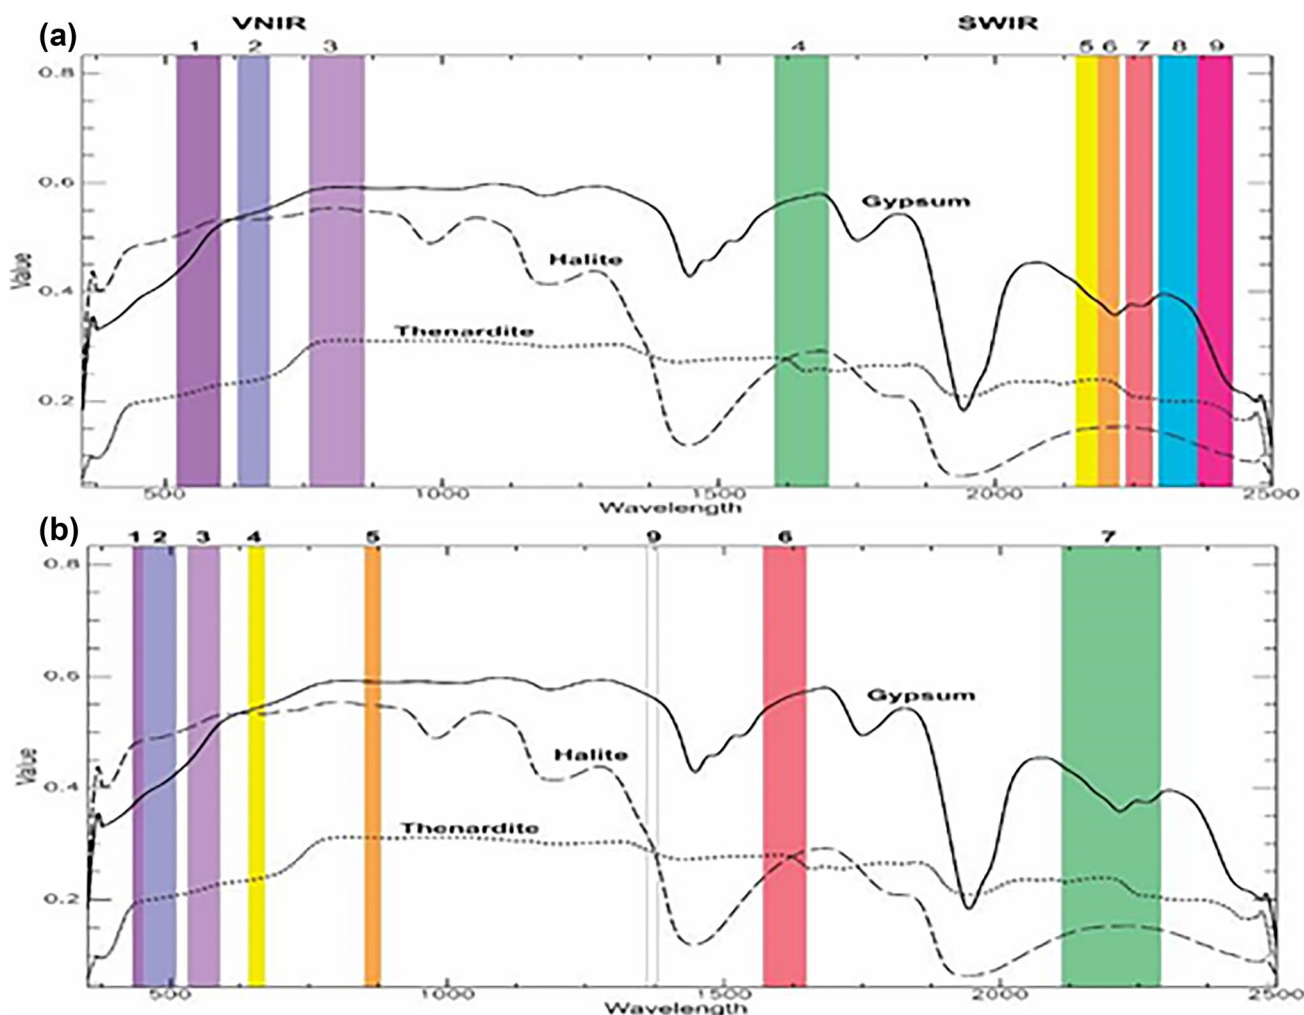 (a)
VNIR SWIR
1 2 3 4 5 6 7 8 9
0.8
0.6
0.4
0.2
Value
Gypsum
Halite
Thenardite
500 1000 1500 2000 2500
Wavelength
(b)
1 2 3 4 5 9 6 7
0.8
0.6
0.4
0.2
Value
Gypsum
Halite
Thenardite
500 1000 1500 2000 2500
Wavelength